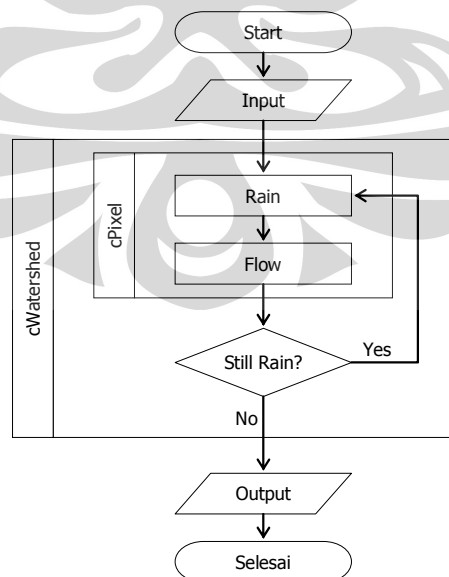 Start
Input
cWatershed
cPixel
Rain
Flow
Still Rain?
Yes
No
Output
Selesai